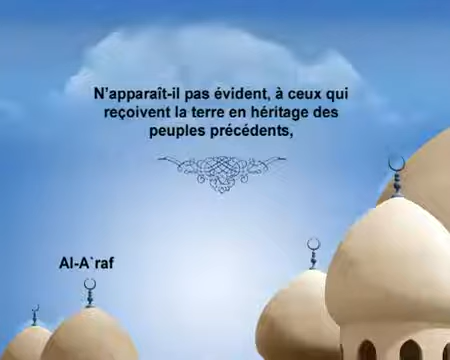 N'apparaît-il pas évident, à ceux qui
reçoivent la terre en héritage des
peuples précédents,
Al-A`raf